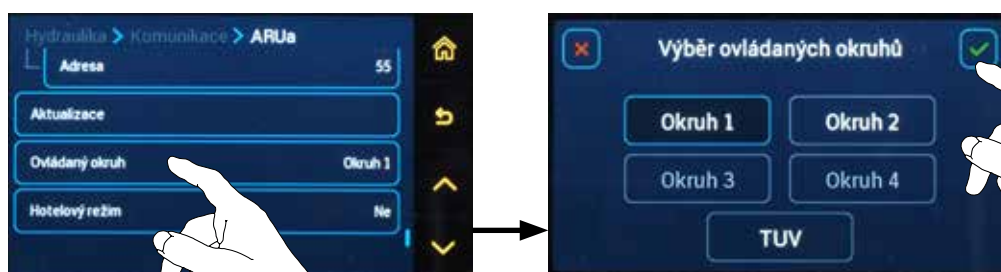 Hydraulika > Komunikace > ARUa
Adresa 55
Aktualizace
Ovládaný okruh Okruh 1
Hotelový režim Ne
Výběr ovládaných okruhů
Okruh 1 Okruh 2
Okruh 3 Okruh 4
TUV